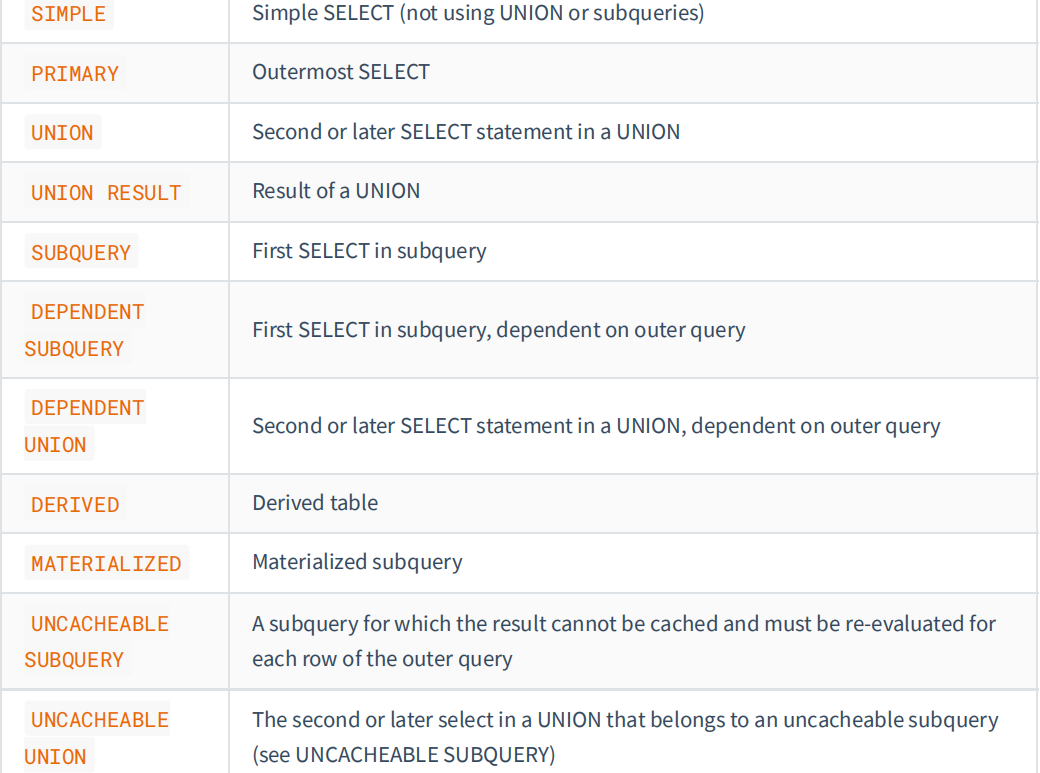 SIMPLE Simple SELECT (not using UNION or subqueries)
PRIMARY Outermost SELECT
UNION Second or later SELECT statement in a UNION
UNION RESULT Result of a UNION
SUBQUERY First SELECT in subquery
DEPENDENT
SUBQUERY
First SELECT in subquery, dependent on outer query
DEPENDENT
UNION
Second or later SELECT statement in a UNION, dependent on outer query
DERIVED Derived table
MATERIALIZED Materialized subquery
UNCACHEABLE
SUBQUERY
A subquery for which the result cannot be cached and must be re-evaluated for
each row of the outer query
UNCACHEABLE
UNION
The second or later select in a UNION that belongs to an uncacheable subquery
(see UNCACHEABLE SUBQUERY)